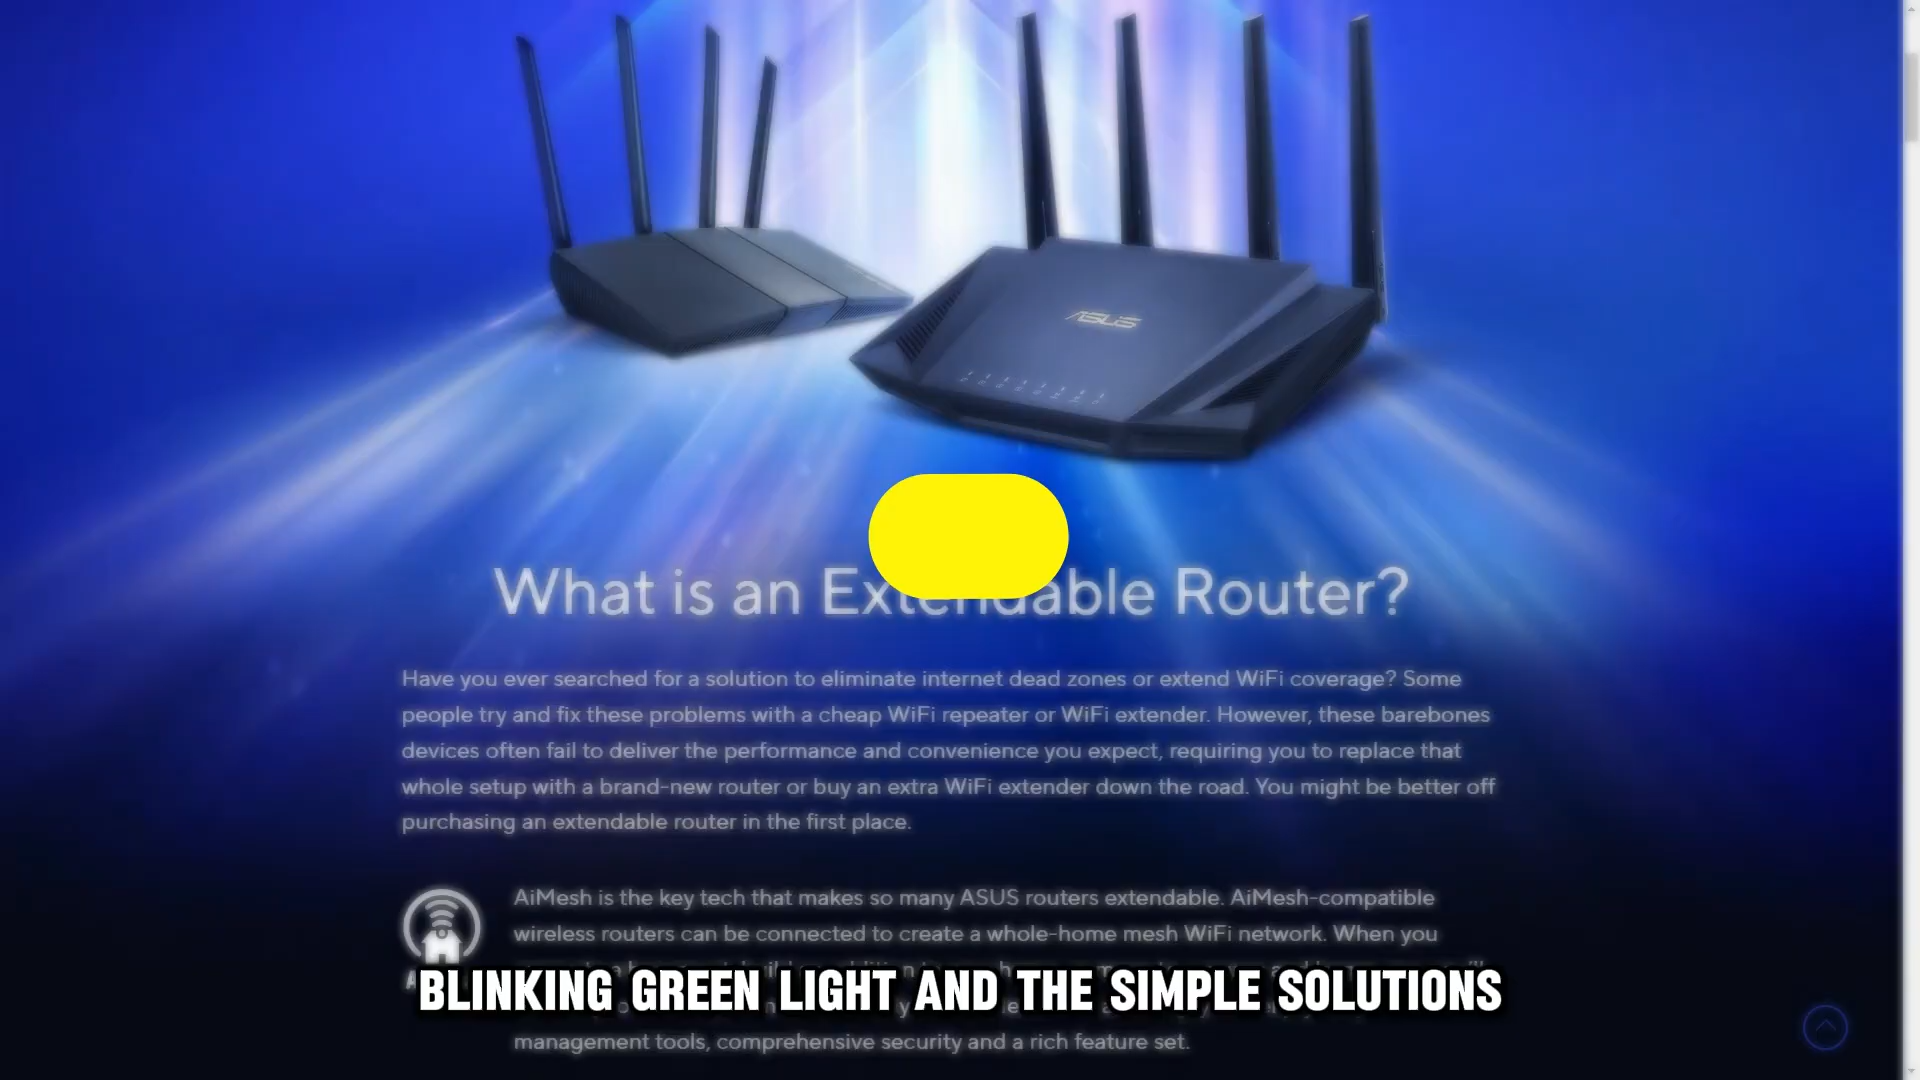 ASUS
What is an Extendable Router?
Have you ever searched for a solution to eliminate internet dead zones or extend WiFi coverage? Some
people try and fix these problems with a cheap WiFi repeater or WiFi extender. However, these barebones
devices often fail to deliver the performance and convenience you expect, requiring you to replace that
whole setup with a brand-new router or buy an extra WiFi extender down the road. You might be better off
purchasing an extendable router in the first place.
AiMesh is the key tech that makes so many ASUS routers extendable. AiMesh-compatible
wireless routers can be connected to create a whole-home mesh WiFi network. When you
BLINKING GREEN LIGHT AND THE SIMPLE SOLUTIONS
management tools, comprehensive security and a rich feature set.